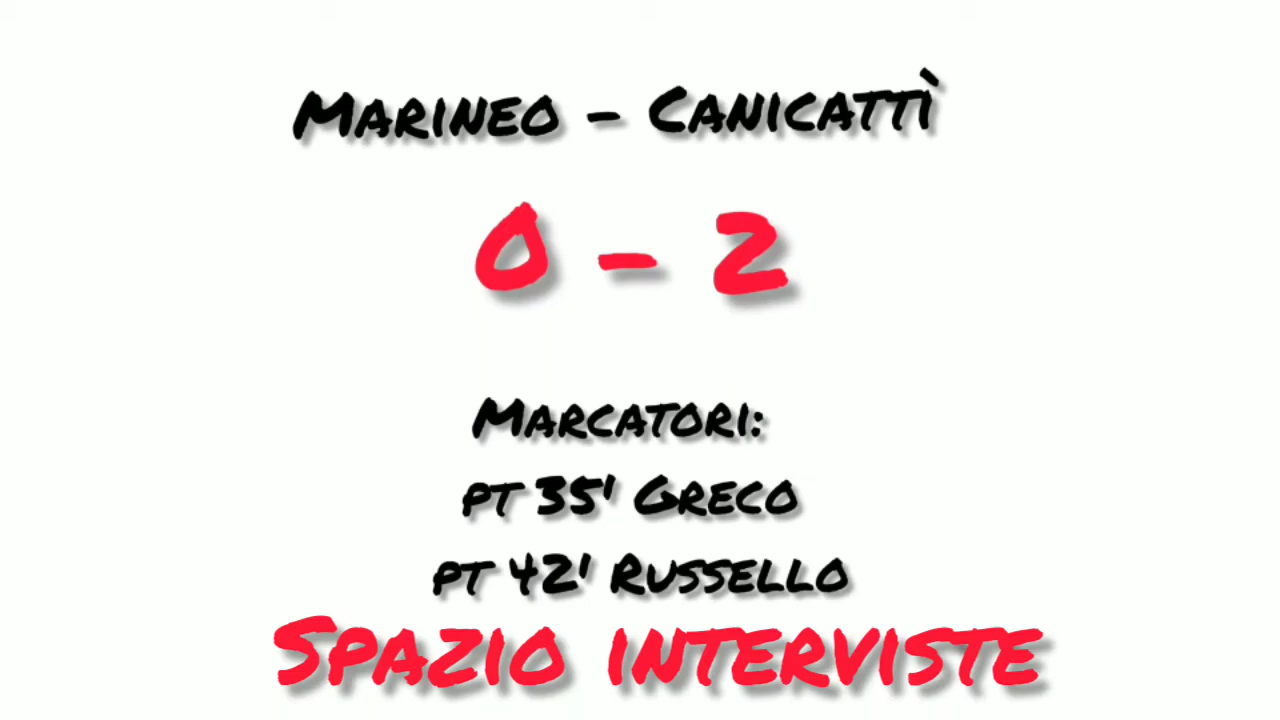 Marineo - Canicattì
0 - 2
Marcatori:
pt 35' Greco
pt 42' Russello
Spazio interviste